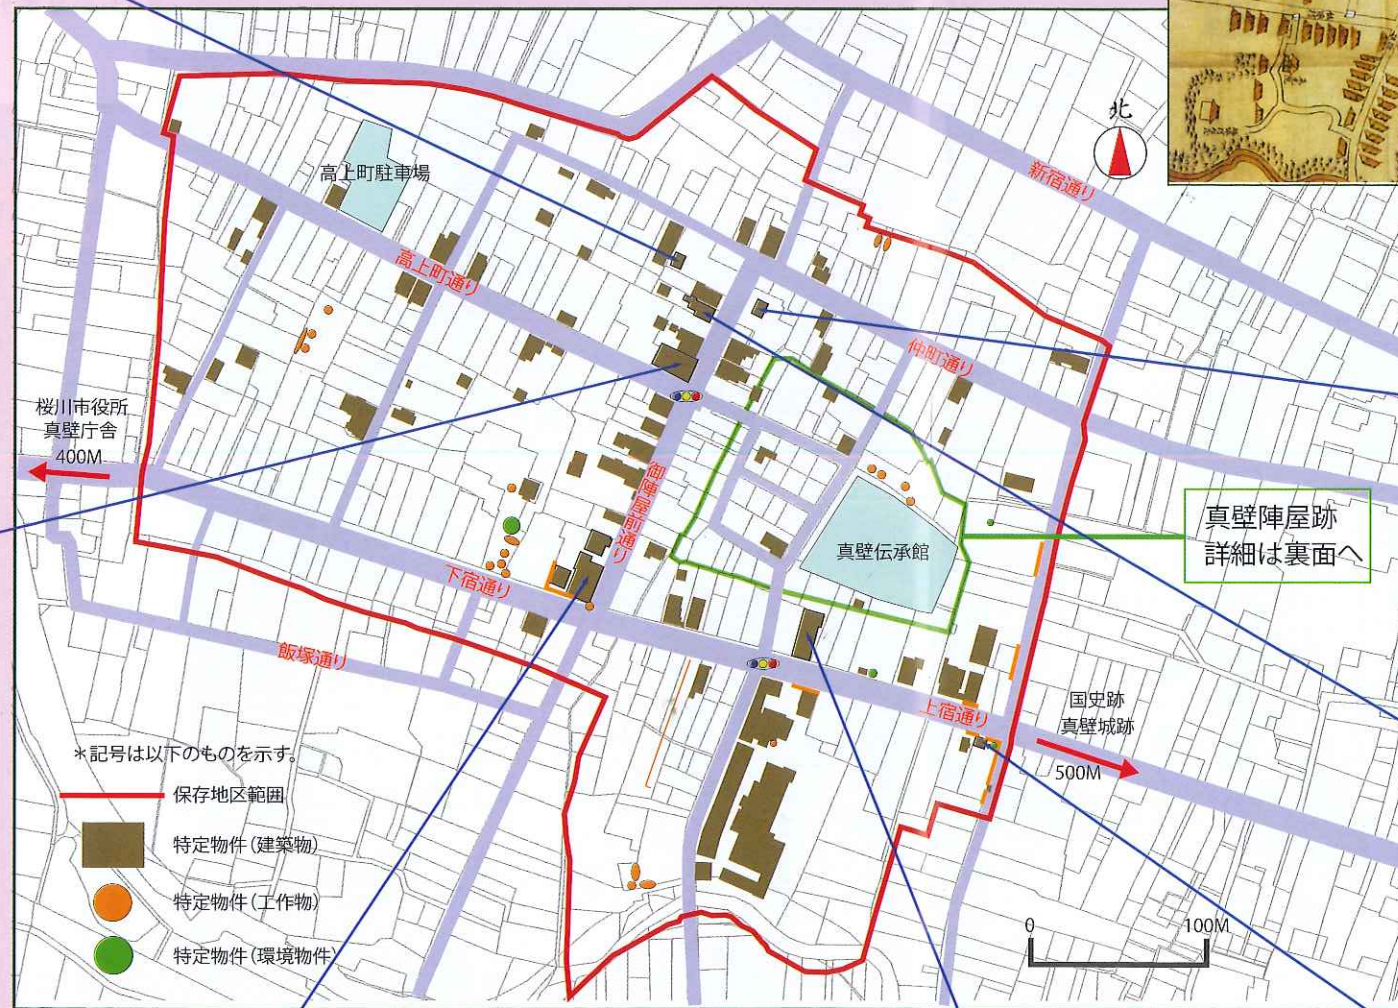 北
新宿通り
高上町駐車場
高上町通り
仲町通り
桜川市役所
真壁庁舎
400M
御陣屋前通り
真壁陣屋跡
詳細は裏面へ
真壁伝承館
下宿通り
飯塚通り
上宿通り
国史跡
真壁城跡
500M
＊記号は以下のものを示す。
保存地区範囲
特定物件(建築物)
特定物件(工作物)
特定物件(環境物件)
0 100M